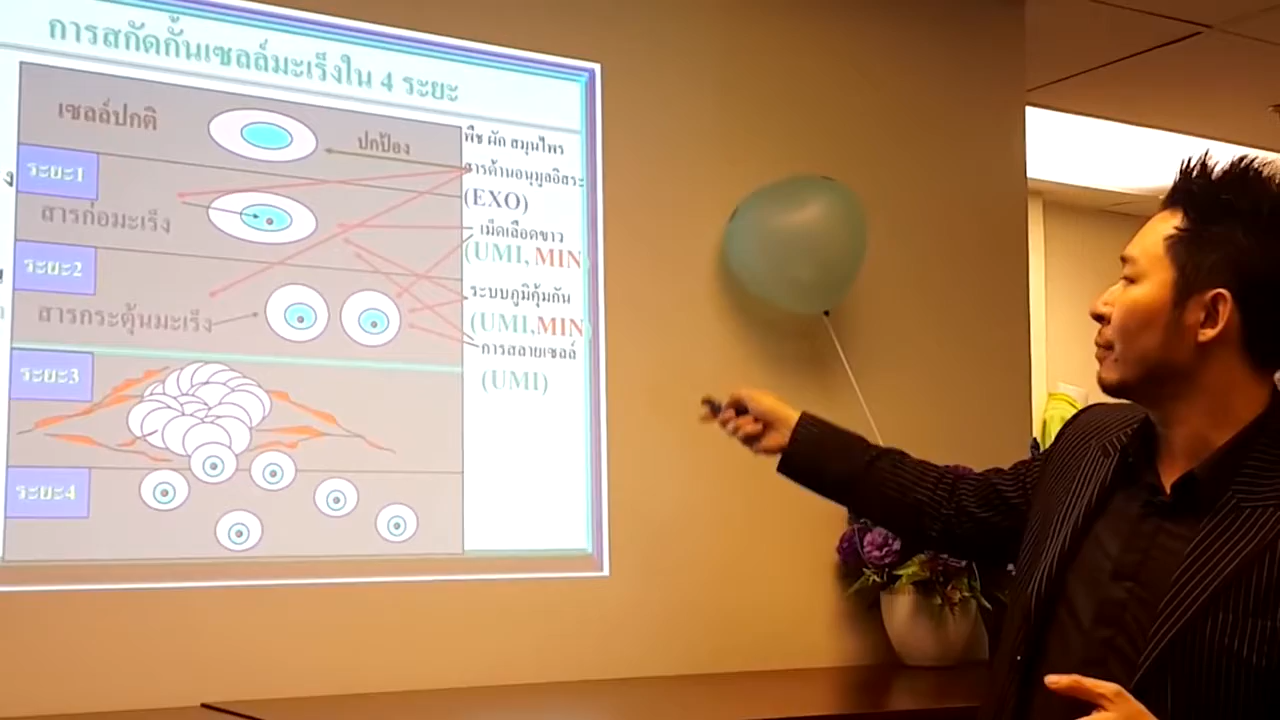 การสกัดกั้นเซลล์มะเร็งใน 4 ระยะ
เซลล์ปกติ
ปกป้อง
พืช ผัก สมุนไพร
ระยะ1
สารต้านอนุมูลอิสระ
(EXO)
สารก่อมะเร็ง
เม็ดเลือดขาว
(UMI, MIN
ระยะ2
ระบบภูมิคุ้มกัน
สารกระตุ้นมะเร็ง
(UMI,MIN
การสลายเซลล์
ระยะ3
(UMI)
ระยะ4